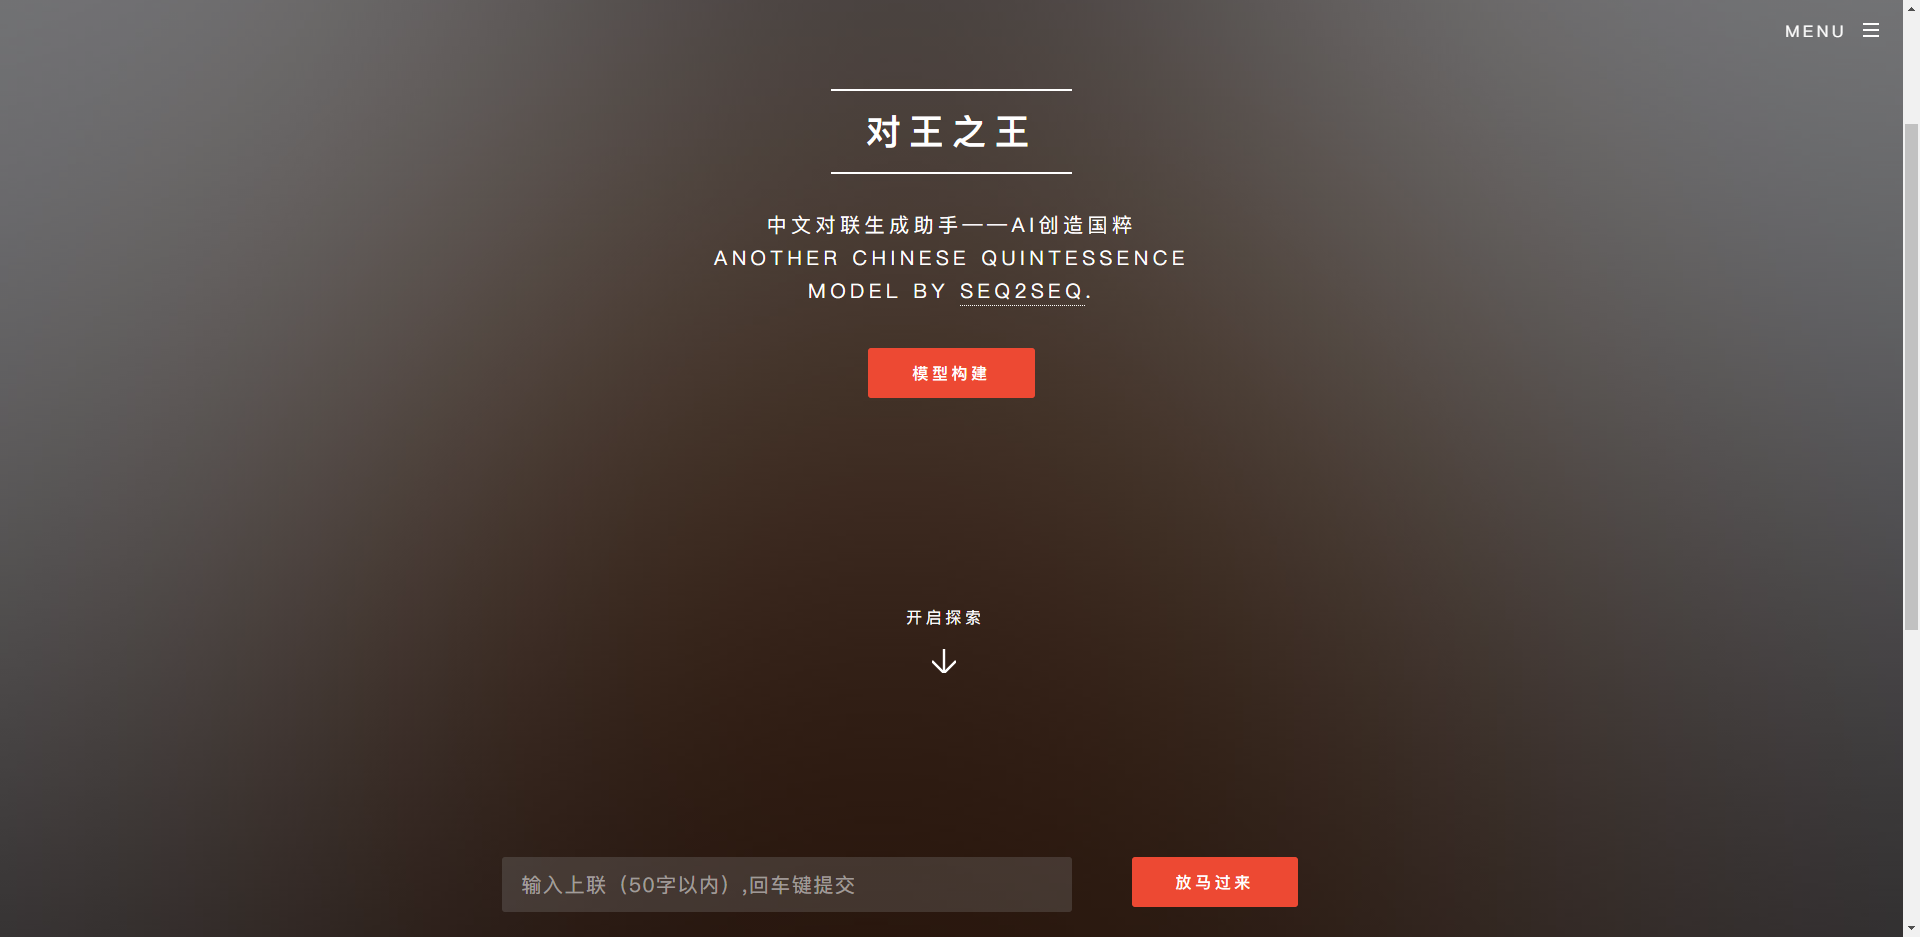 MENU
对王之王
中文对联生成助手——AI创造国粹
ANOTHER CHINESE QUINTESSENCE
MODEL BY SEQ2SEQ.
模型构建
开启探索
输入上联（50字以内）,回车键提交
放马过来